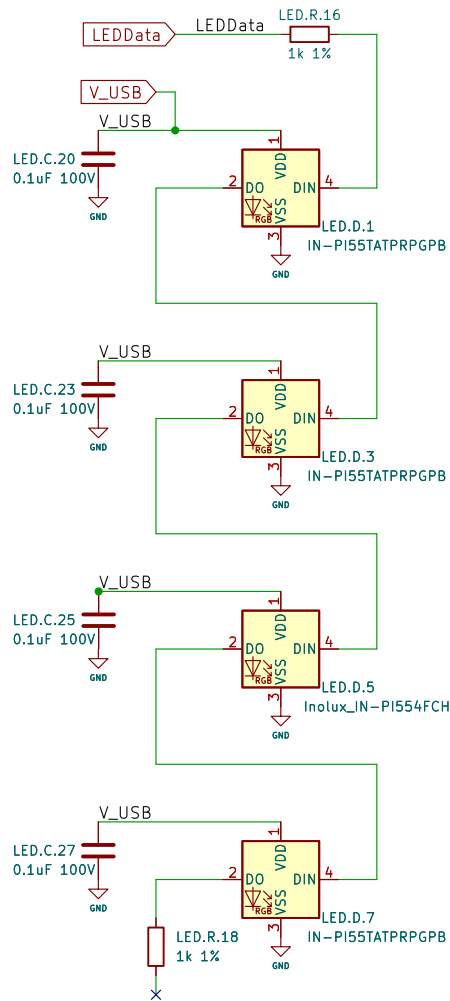 LED.R.16
LEDData
LEDData
1k 1%
V_USB
V_USB
1
LED.C.20
0.1uF 100V
VDD
2
DO
DIN
4
RGB
VSS
GND
3
LED.D.1
IN-PI55TATPRPGPB
GND
V_USB
1
LED.C.23
0.1uF 100V
VDD
2
DO
DIN
4
RGB
VSS
GND
3
LED.D.3
IN-PI55TATPRPGPB
GND
V_USB
1
LED.C.25
0.1uF 100V
VDD
2
DO
DIN
4
RGB
VSS
GND
3
LED.D.5
Inolux_IN-PI554FCH
GND
V_USB
1
LED.C.27
0.1uF 100V
VDD
2
DO
DIN
4
RGB
VSS
GND
3
LED.D.7
IN-PI55TATPRPGPB
LED.R.18
1k 1%
GND